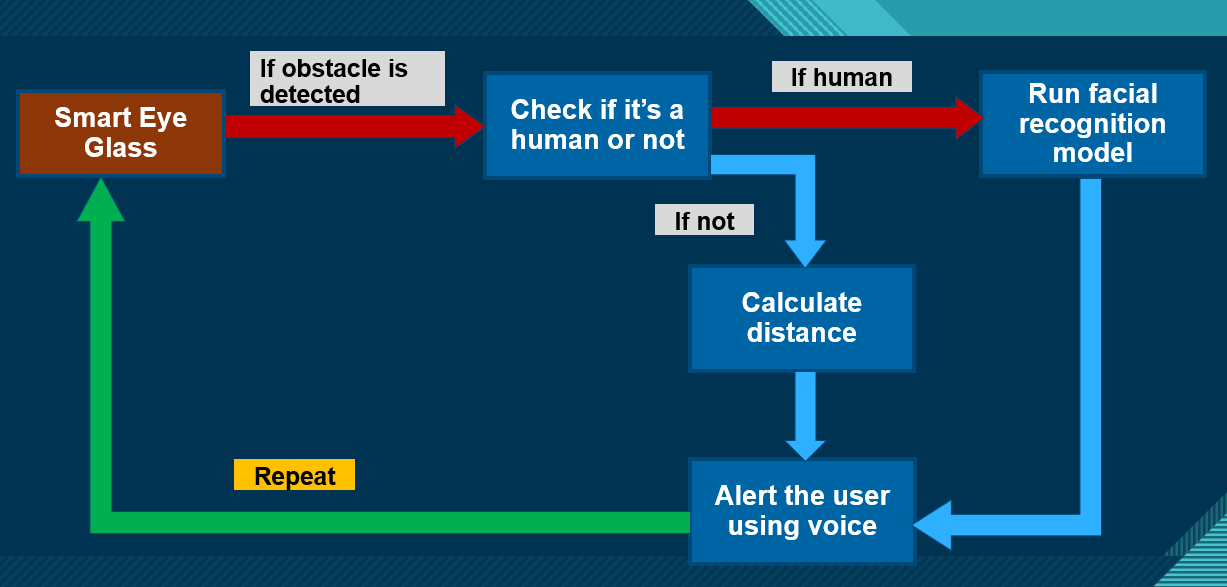 If obstacle is
detected
If human
Smart Eye
Glass
Check if it's a
human or not
Run facial
recognition
model
If not
Calculate
distance
Repeat
Alert the user
using voice